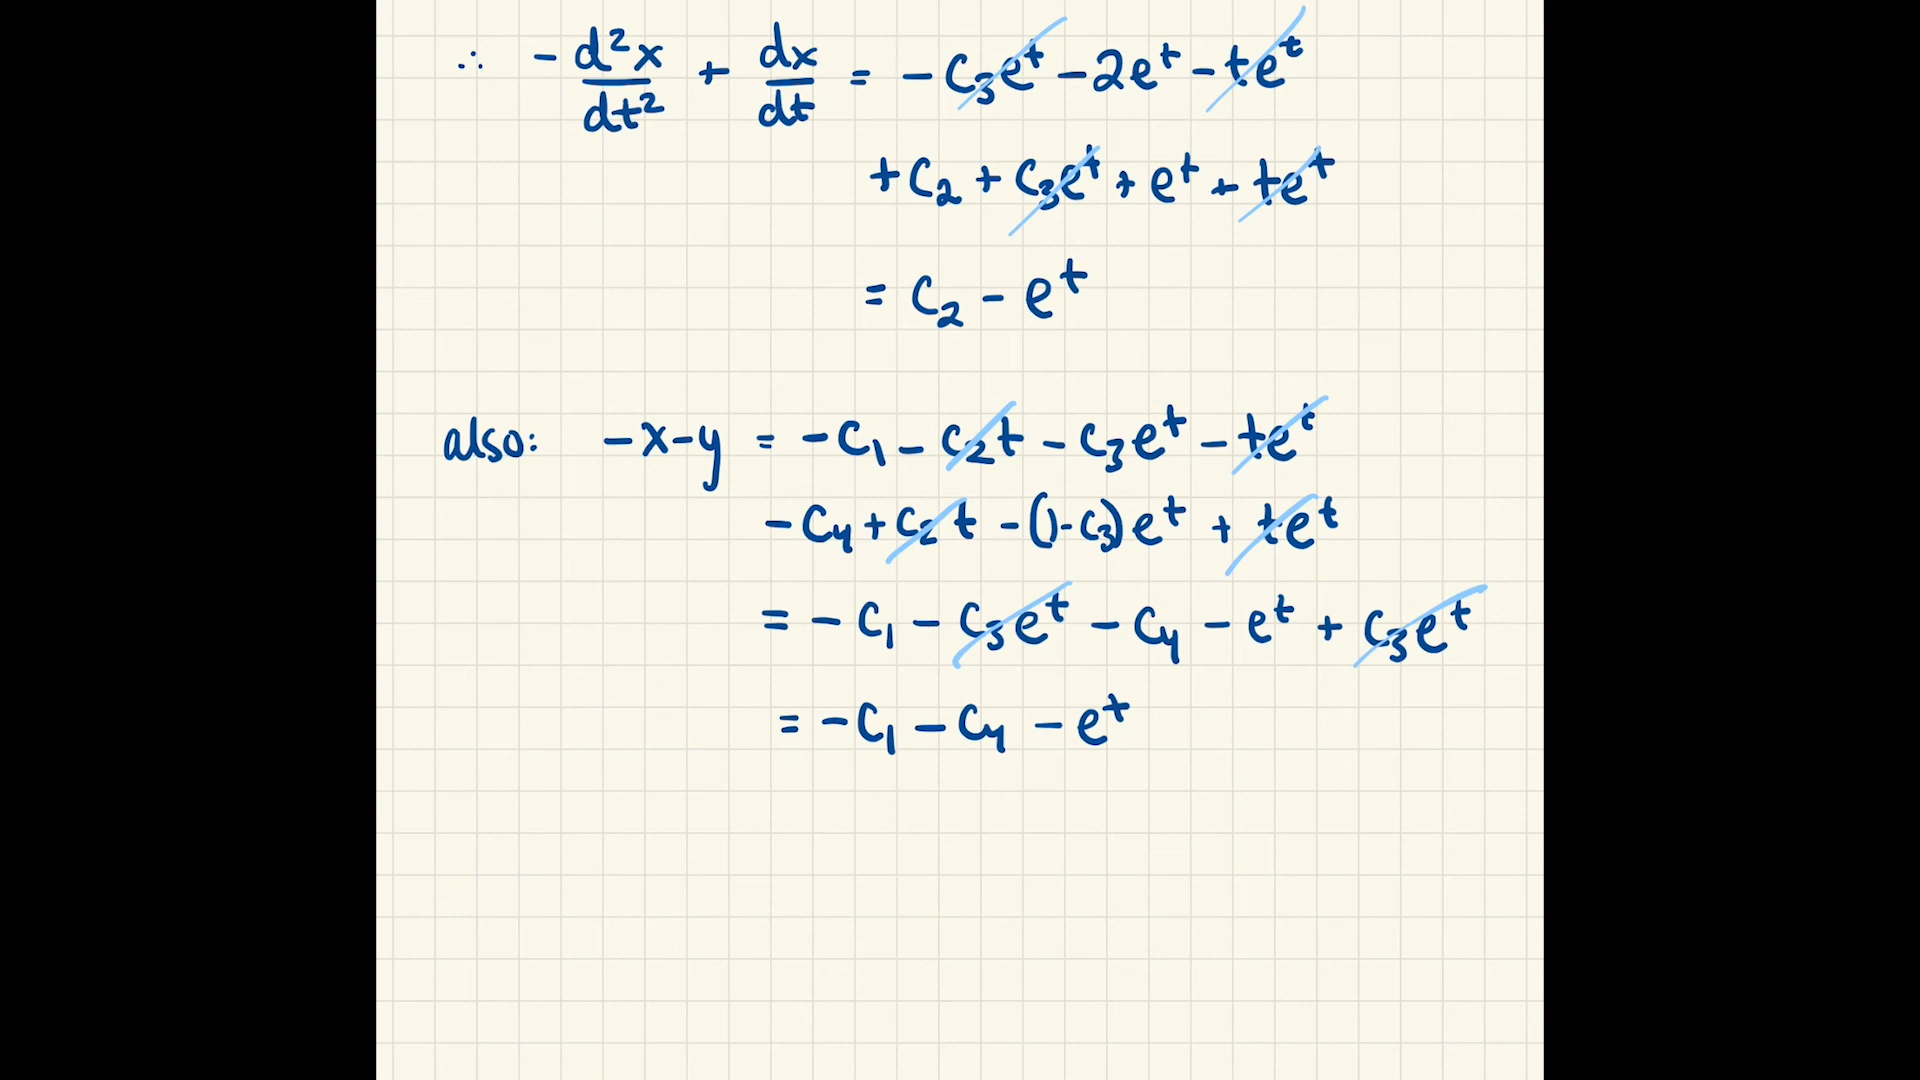 ∴ -d²x/dt² + dx/dt = -c₃eᵗ - 2eᵗ - teᵗ
+ c₂ + c₃eᵗ + eᵗ + teᵗ
= c₂ - eᵗ
also: -x-y = -c₁ - c₂t - c₃eᵗ - teᵗ
- c₄ + c₂t - (1-c₃)eᵗ + teᵗ
= -c₁ - c₃eᵗ - c₄ - eᵗ + c₃eᵗ
= -c₁ - c₄ - eᵗ